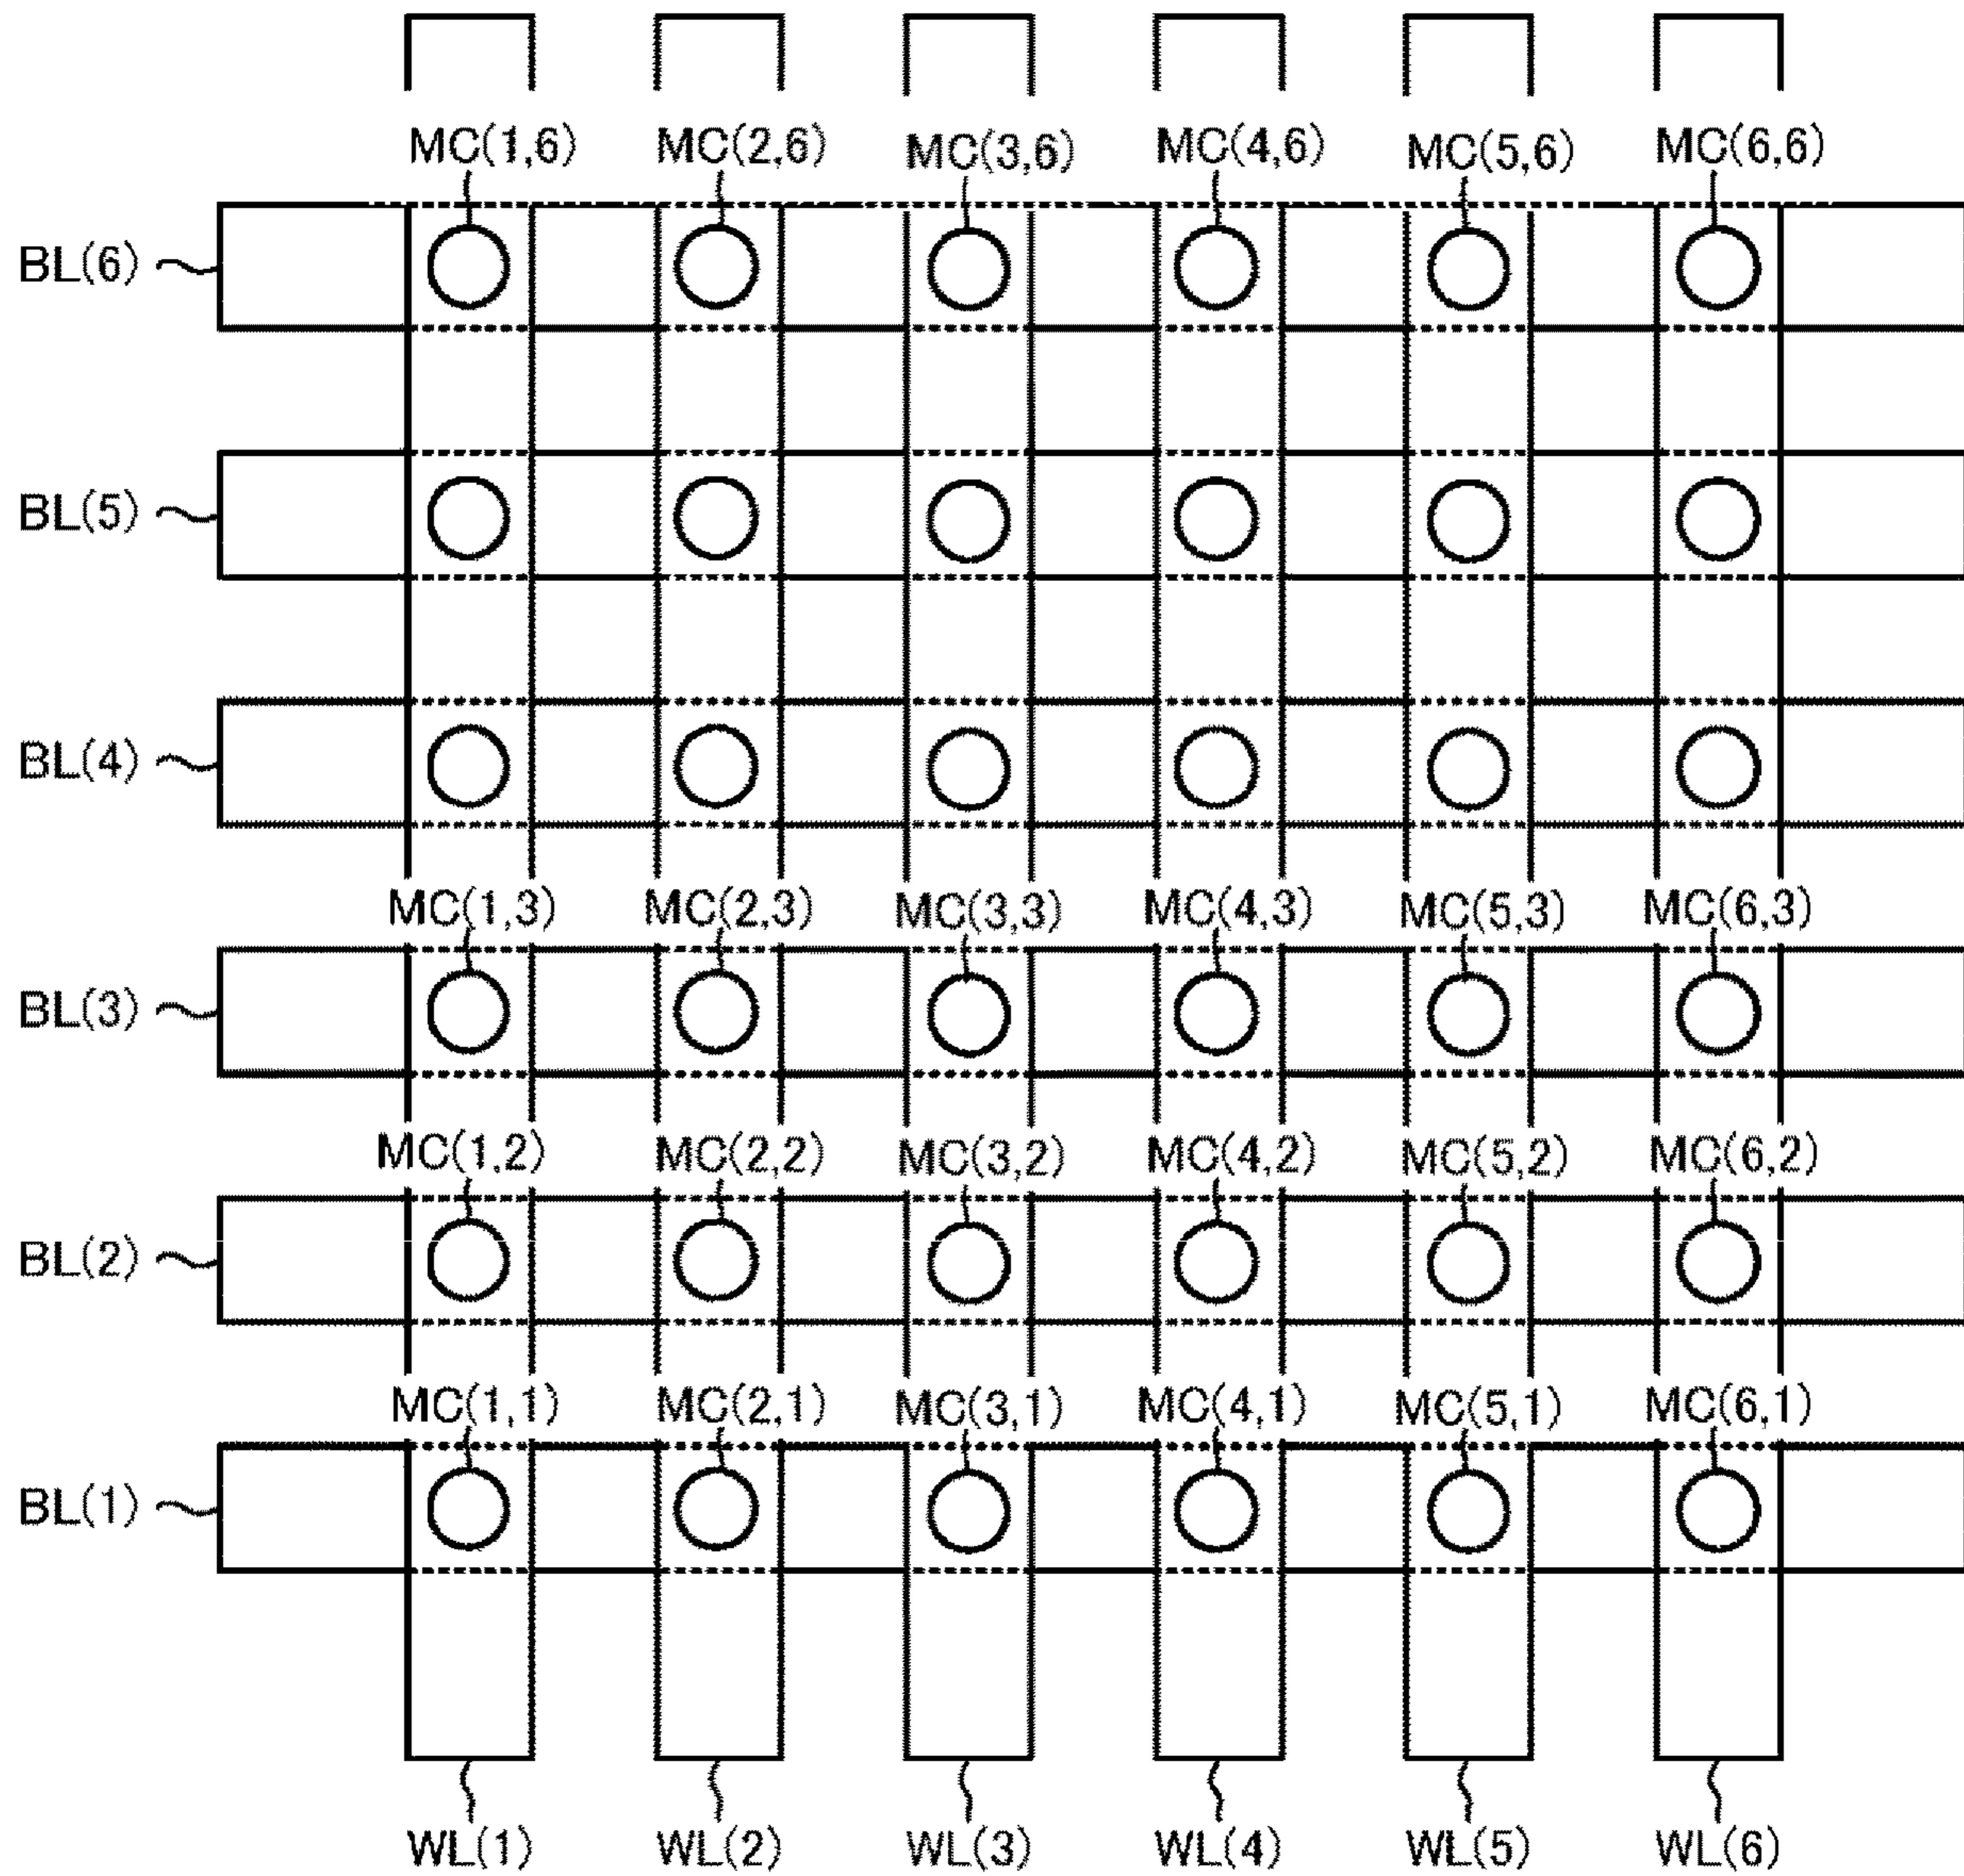 MC(1,6) MC(2,6) MC(3,6) MC(4,6) MC(5,6) MC(6,6)
BL(6)
BL(5)
BL(4)
MC(1,3) MC(2,3) MC(3,3) MC(4,3) MC(5,3) MC(6,3)
BL(3)
MC(1,2) MC(2,2) MC(3,2) MC(4,2) MC(5,2) MC(6,2)
BL(2)
MC(1,1) MC(2,1) MC(3,1) MC(4,1) MC(5,1) MC(6,1)
BL(1)
WL(1) WL(2) WL(3) WL(4) WL(5) WL(6)